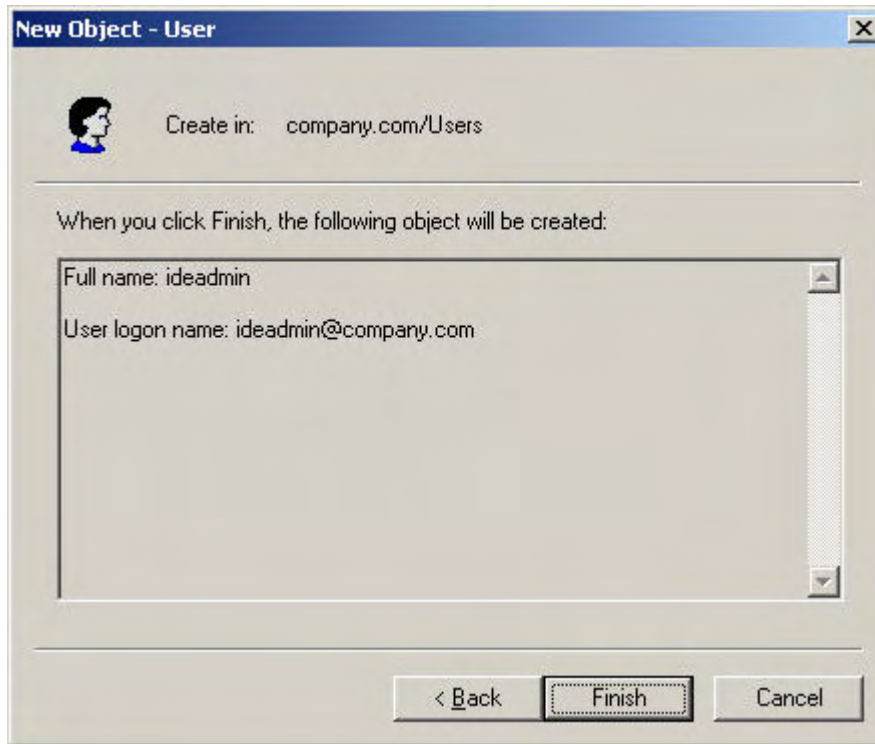 New Object - User
Create in: company.com/Users
When you click Finish, the following object will be created:
Full name: ideadmin
User logon name: ideadmin@company.com
< Back Finish Cancel